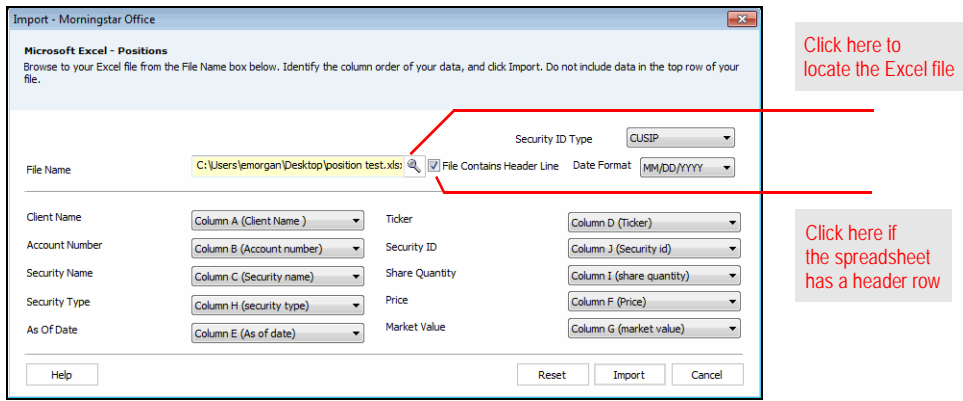 Import - Morningstar Office
Microsoft Excel - Positions
Browse to your Excel file from the File Name box below. Identify the column order of your data, and click Import. Do not include data in the top row of your
file.
Click here to
locate the Excel file
Security ID Type CUSIP
File Name C:\Users\emorgan\Desktop\position test.xls File Contains Header Line Date Format MM/DD/YYYY
Client Name Column A (Client Name ) Ticker Column D (Ticker)
Account Number Column B (Account number) Security ID Column J (Security id)
Security Name Column C (Security name) Share Quantity Column I (share quantity)
Security Type Column H (security type) Price Column F (Price)
As Of Date Column E (As of date) Market Value Column G (market value)
Click here if
the spreadsheet
has a header row
Help Reset Import Cancel